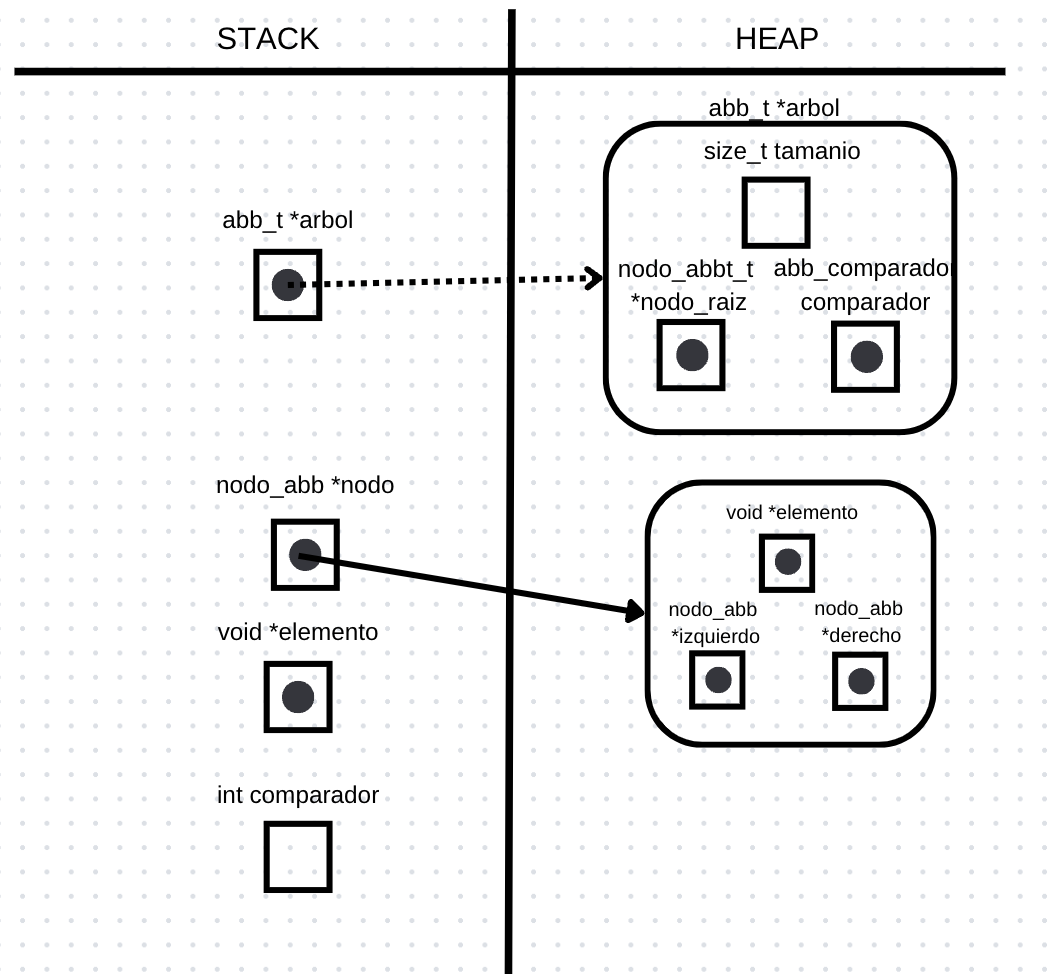 STACK
HEAP
abb_t *arbol
size_t tamanio
abb_t *arbol
nodo_abbt_t
*nodo_raiz
abb_comparador
comparador
nodo_abb *nodo
void *elemento
nodo_abb
*izquierdo
nodo_abb
*derecho
void *elemento
int comparador